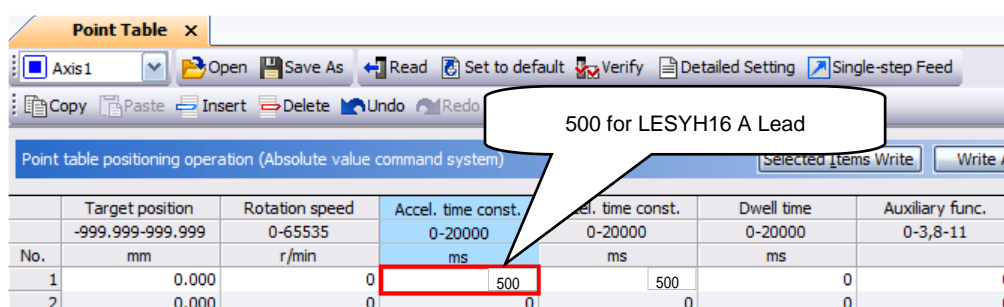 Point Table ×
Axis1 Open Save As Read Set to default Verify Detailed Setting Single-step Feed
Copy Paste Insert Delete Undo Redo
500 for LESYH16 A Lead
Point table positioning operation (Absolute value command system) Selected Items Write Write
Target position Rotation speed Accel. time const. el. time const. Dwell time Auxiliary func.
-999.999-999.999 0-65535 0-20000 0-20000 0-20000 0-3,8-11
No. mm r/min ms ms ms
1 0.000 0 500 500 0
2 0.000 0 0 0 0